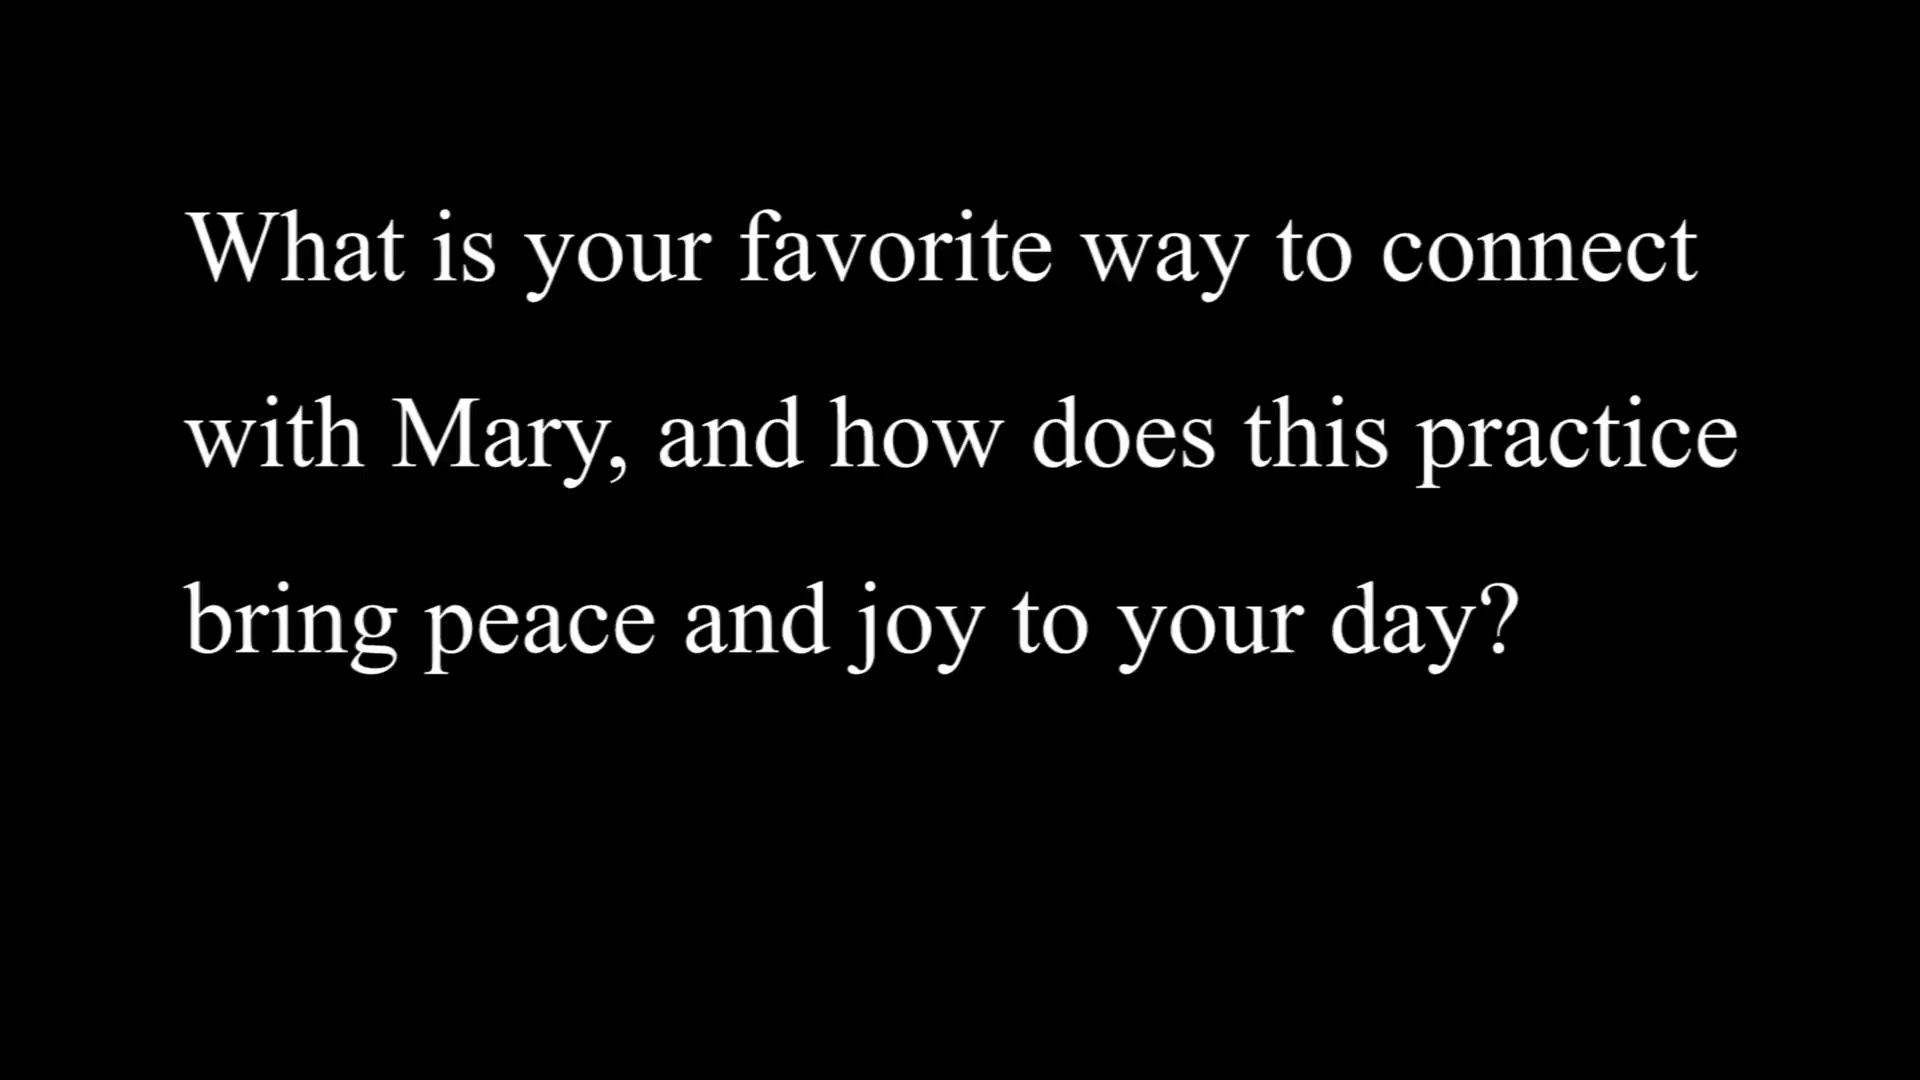 What is your favorite way to connect
with Mary, and how does this practice
bring peace and joy to your day?